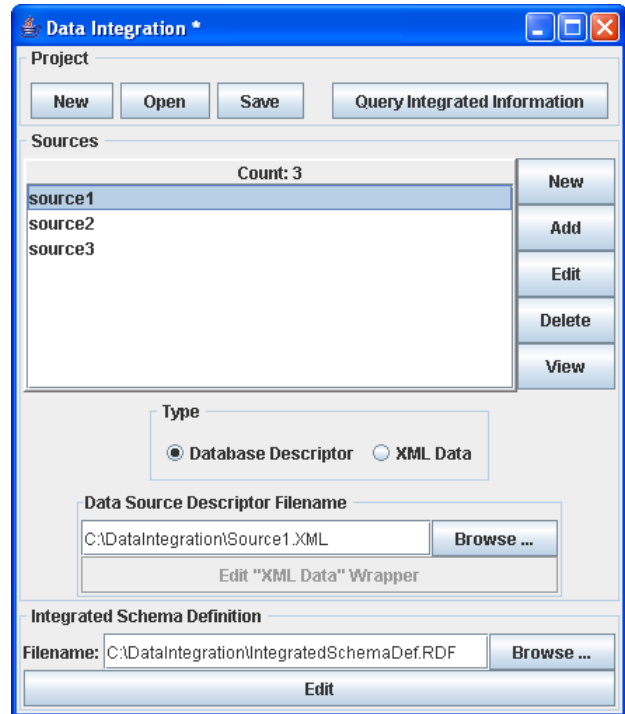 Data Integration *
Project
New Open Save Query Integrated Information
Sources
Count: 3
New
source1
source2
Add
source3
Edit
Delete
View
Type
Database Descriptor XML Data
Data Source Descriptor Filename
C:\DataIntegration\Source1.XML Browse ...
Edit "XML Data" Wrapper
Integrated Schema Definition
Filename: C:\DataIntegration\IntegratedSchemaDef.RDF Browse ...
Edit